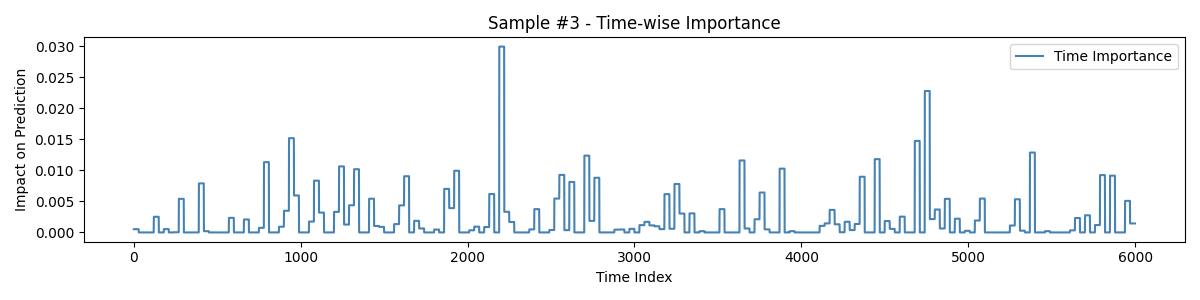 Sample #3 - Time-wise Importance
Time Importance
Impact on Prediction
0.030
0.025
0.020
0.015
0.010
0.005
0.000
0 1000 2000 3000 4000 5000 6000
Time Index